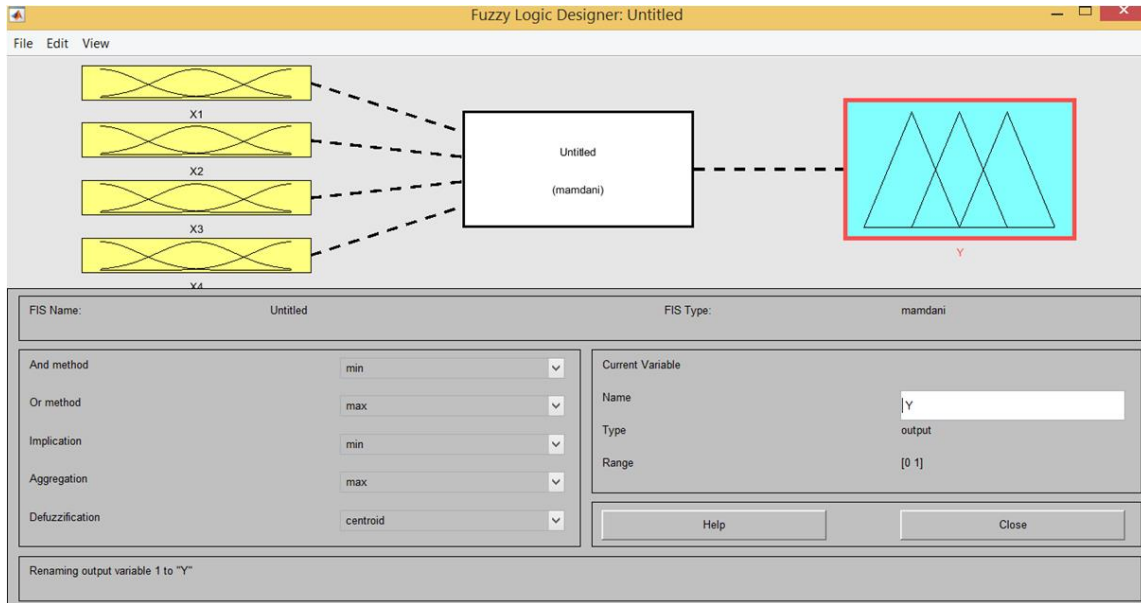 Fuzzy Logic Designer: Untitled
File Edit View
X1
X2
X3
X4
Untitled
(mamdani)
Y
FIS Name: Untitled FIS Type: mamdani
And method min
Or method max
Implication min
Aggregation max
Defuzzification centroid
Current Variable
Name Y
Type output
Range [0 1]
Help Close
Renaming output variable 1 to "Y"